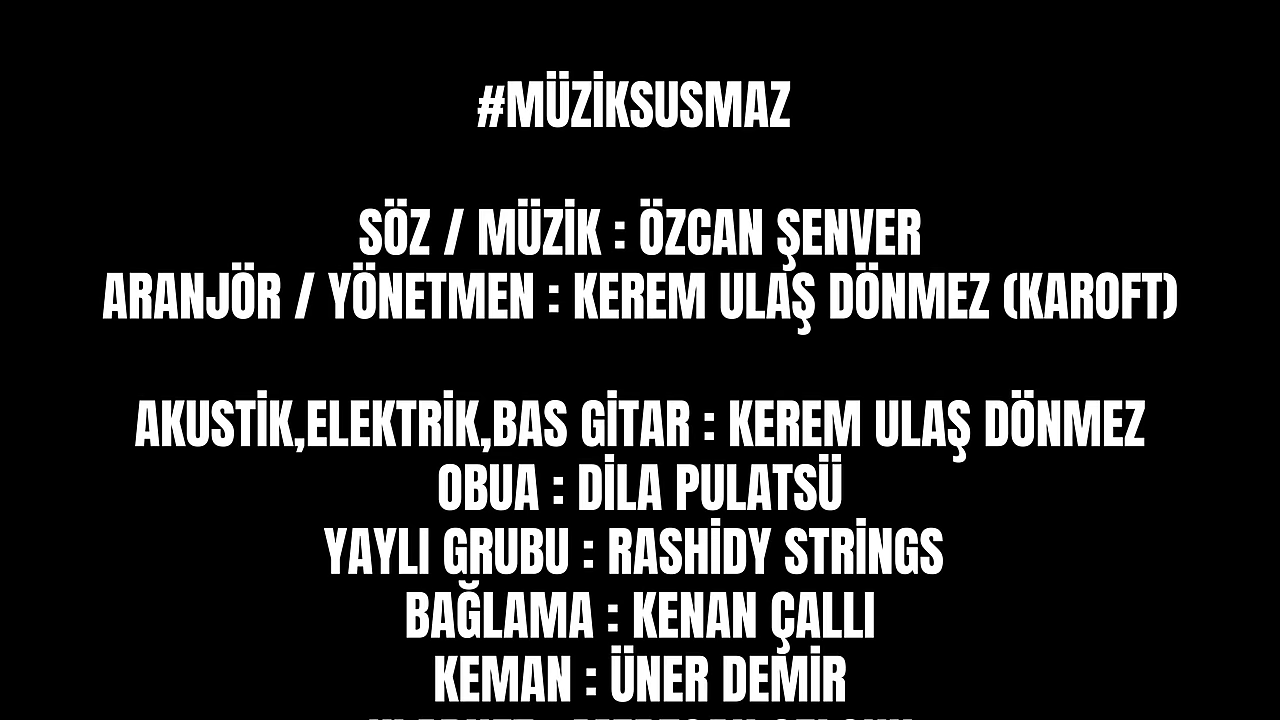 #MÜZİKSUSMAZ
SÖZ / MÜZİK : ÖZCAN ŞENVER
ARANJÖR / YÖNETMEN : KEREM ULAŞ DÖNMEZ (KAROFT)
AKUSTİK,ELEKTRİK,BAS GİTAR : KEREM ULAŞ DÖNMEZ
OBUA : DİLA PULATSÜ
YAYLI GRUBU : RASHİDY STRİNGS
BAĞLAMA : KENAN ÇALLI
KEMAN : ÜNER DEMİR